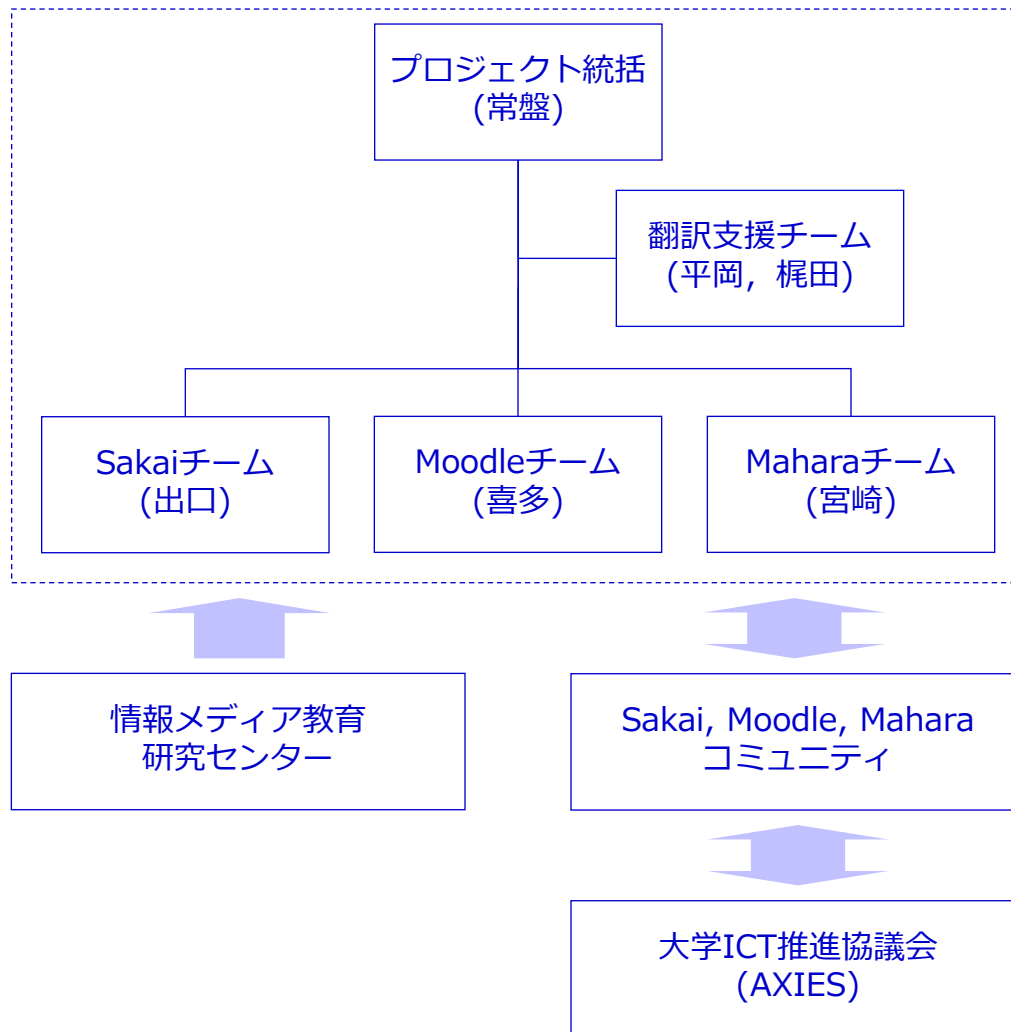 プロジェクト統括
(常盤)
翻訳支援チーム
(平岡，梶田)
Sakaiチーム
(出口)
Moodleチーム
(喜多)
Maharaチーム
(宮崎)
情報メディア教育
研究センター
Sakai, Moodle, Mahara
コミュニティ
大学ICT推進協議会
(AXIES)